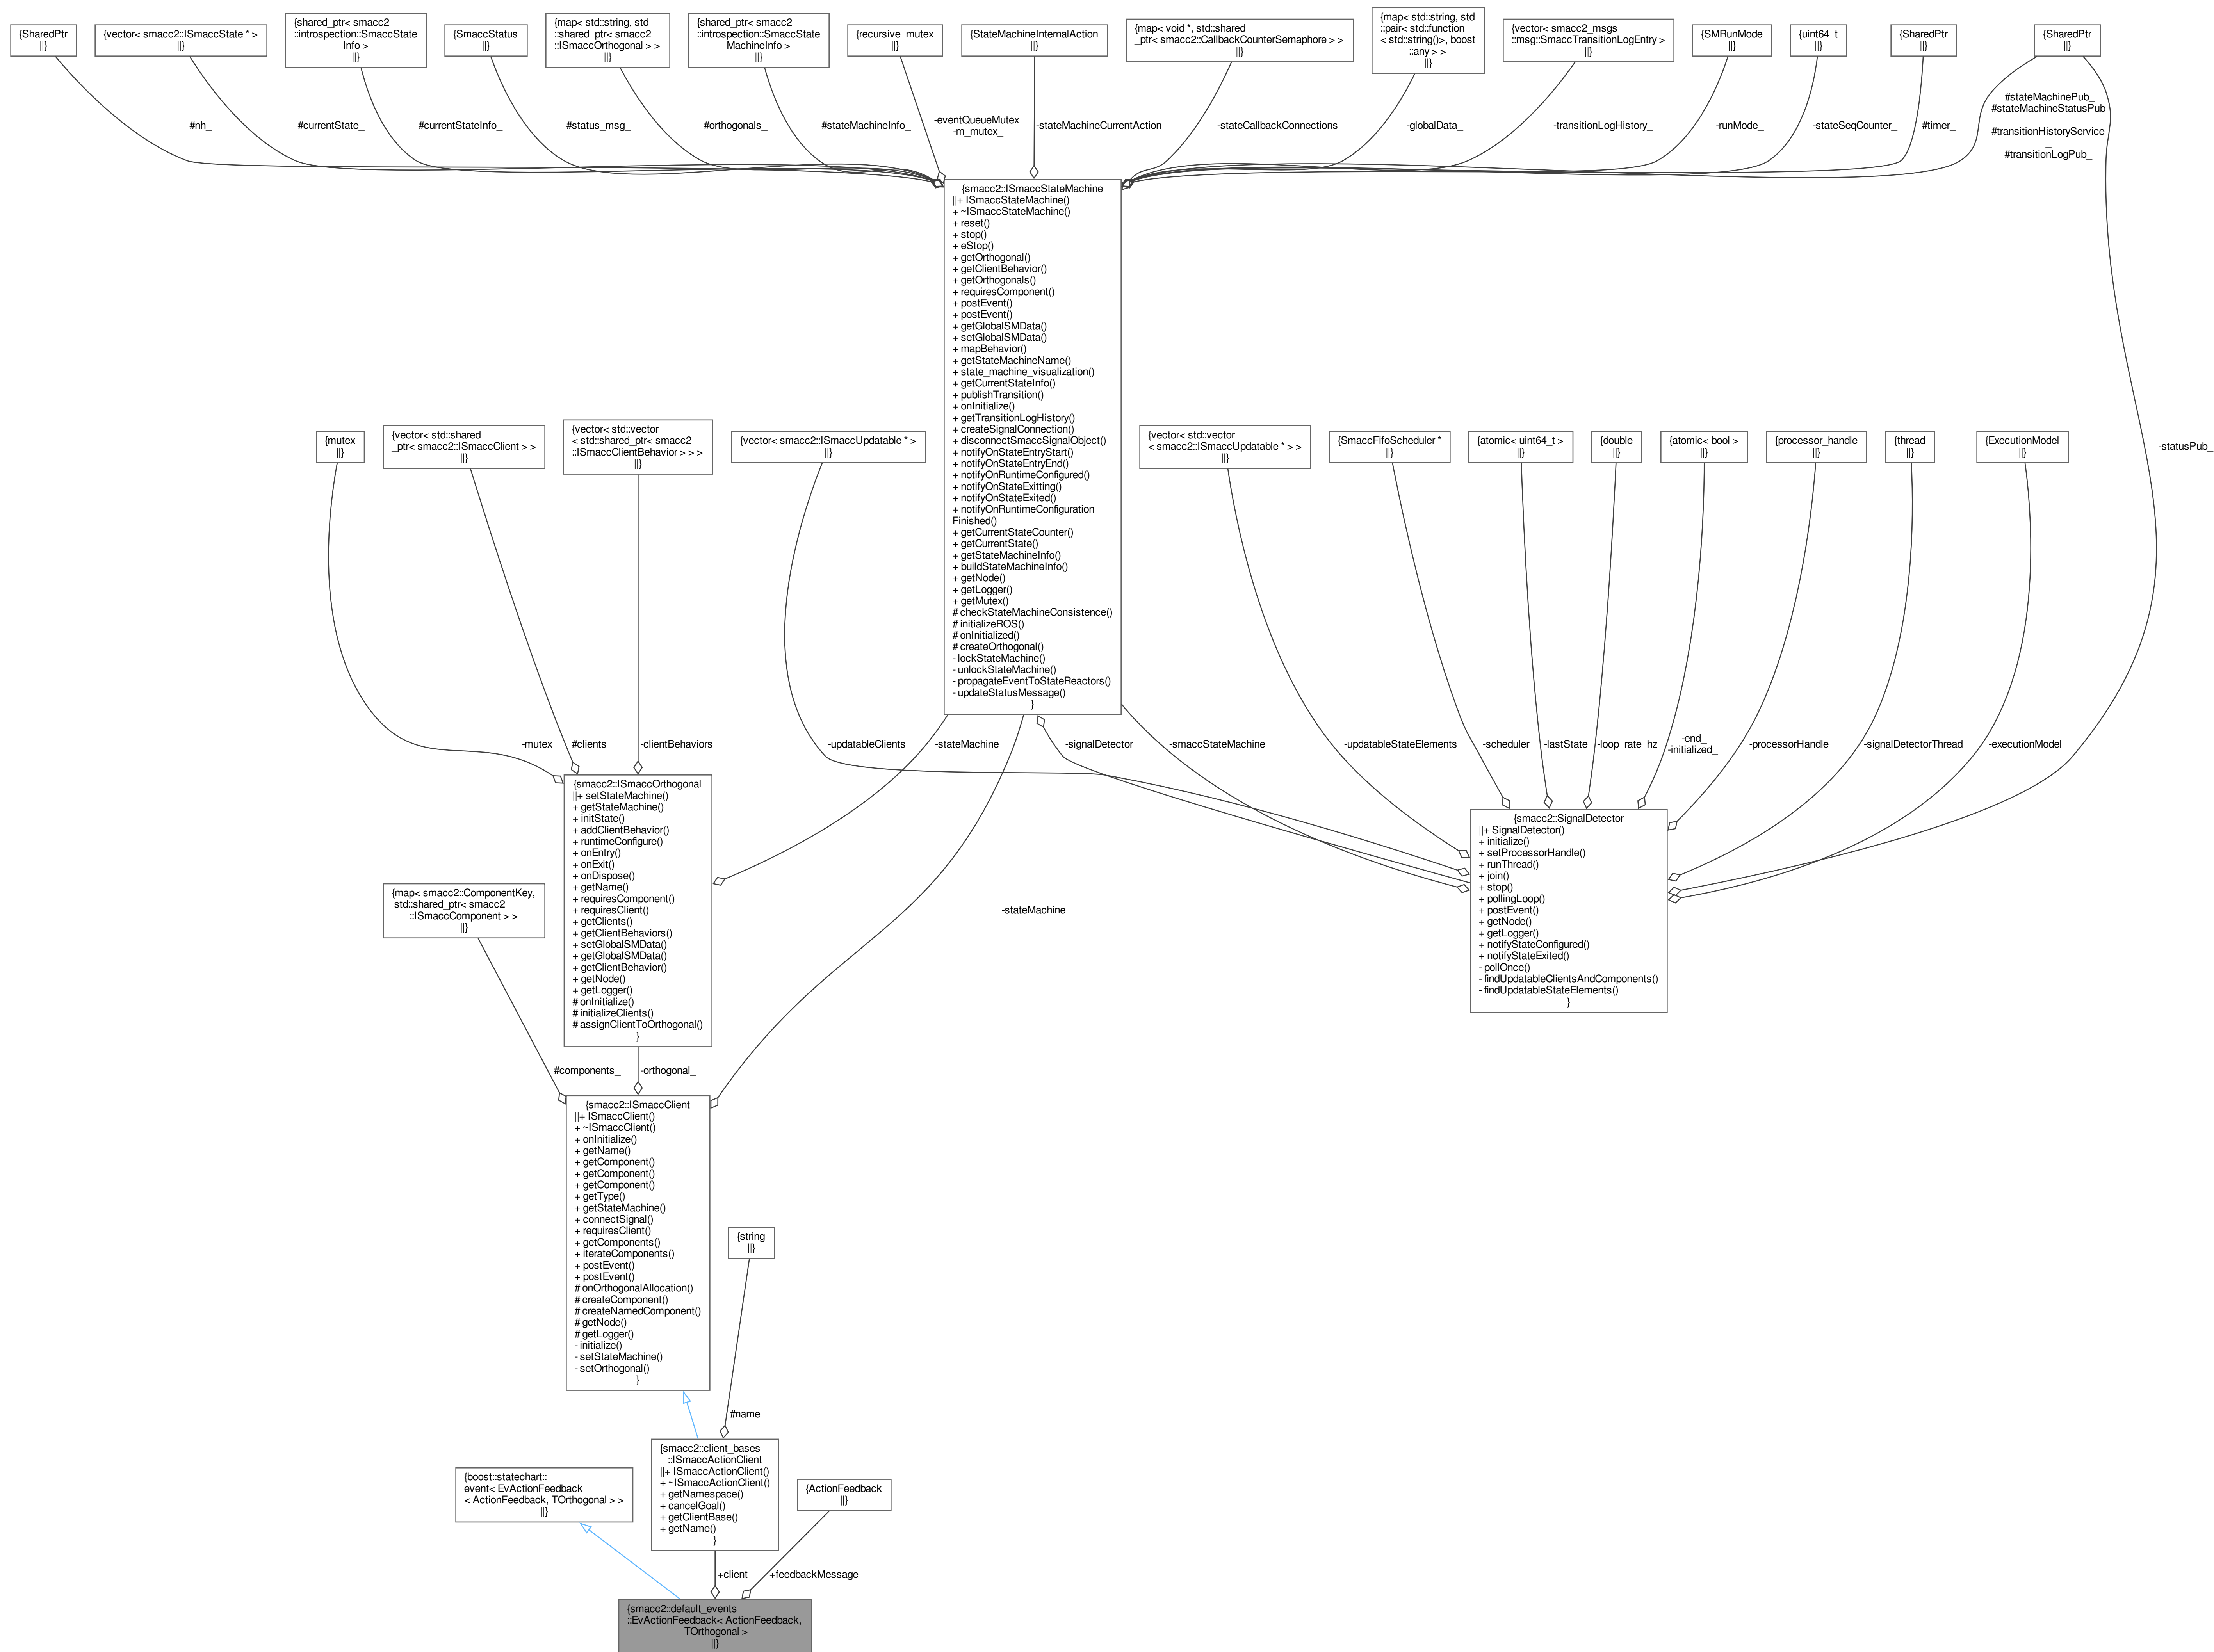 {SharedPtr
||}
{vector< smacc2::ISmaccState * >
||}
{shared_ptr< smacc2
::introspection::SmaccState
Info >
||}
{SmaccStatus
||}
{map< std::string, std
::shared_ptr< smacc2
::ISmaccOrthogonal > >
||}
{shared_ptr< smacc2
::introspection::SmaccState
MachineInfo >
||}
{recursive_mutex
||}
{StateMachineInternalAction
||}
{map< void *, std::shared
_ptr< smacc2::CallbackCounterSemaphore > >
||}
{map< std::string, std
::pair< std::function
< std::string()>, boost
::any > >
||}
{vector< smacc2_msgs
::msg::SmaccTransitionLogEntry >
||}
{SMRunMode
||}
{uint64_t
||}
{SharedPtr
||}
{SharedPtr
||}
#nh_
#currentState_
#currentStateInfo_
#status_msg_
#orthogonals_
#stateMachineInfo_
-eventQueueMutex_
-m_mutex_
-stateMachineCurrentAction
-stateCallbackConnections
-globalData_
-transitionLogHistory_
-runMode_
-stateSeqCounter_
#timer_
#stateMachinePub_
#stateMachineStatusPub
_
#transitionHistoryService
_
#transitionLogPub_
-statusPub_
{smacc2::ISmaccStateMachine
||+ ISmaccStateMachine()
+ ~ISmaccStateMachine()
+ reset()
+ stop()
+ eStop()
+ getOrthogonal()
+ getClientBehavior()
+ getOrthogonals()
+ requiresComponent()
+ postEvent()
+ postEvent()
+ getGlobalSMData()
+ setGlobalSMData()
+ mapBehavior()
+ getStateMachineName()
+ state_machine_visualization()
+ getCurrentStateInfo()
+ publishTransition()
+ onInitialize()
+ getTransitionLogHistory()
+ createSignalConnection()
+ disconnectSmaccSignalObject()
+ notifyOnStateEntryStart()
+ notifyOnStateEntryEnd()
+ notifyOnRuntimeConfigured()
+ notifyOnStateExitting()
+ notifyOnStateExited()
+ notifyOnRuntimeConfiguration
Finished()
+ getCurrentStateCounter()
+ getCurrentState()
+ getStateMachineInfo()
+ buildStateMachineInfo()
+ getNode()
+ getLogger()
+ getMutex()
# checkStateMachineConsistence()
# initializeROS()
# onInitialized()
# createOrthogonal()
- lockStateMachine()
- unlockStateMachine()
- propagateEventToStateReactors()
- updateStatusMessage()
}
{mutex
||}
{vector< std::shared
_ptr< smacc2::ISmaccClient > >
||}
{vector< std::vector
< std::shared_ptr< smacc2
::ISmaccClientBehavior > > >
||}
{vector< smacc2::ISmaccUpdatable * >
||}
{vector< std::vector
< smacc2::ISmaccUpdatable * > >
||}
{SmaccFifoScheduler *
||}
{atomic< uint64_t >
||}
{double
||}
{atomic< bool >
||}
{processor_handle
||}
{thread
||}
{ExecutionModel
||}
-mutex_
#clients_
-clientBehaviors_
-updatableClients_
-stateMachine_
-signalDetector_
-smaccStateMachine_
-updatableStateElements_
-scheduler_
-lastState_
-loop_rate_hz
-end_
-initialized_
-processorHandle_
-signalDetectorThread_
-executionModel_
{smacc2::ISmaccOrthogonal
||+ setStateMachine()
+ getStateMachine()
+ initState()
+ addClientBehavior()
+ runtimeConfigure()
+ onEntry()
+ onExit()
+ onDispose()
+ getName()
+ requiresComponent()
+ requiresClient()
+ getClients()
+ getClientBehaviors()
+ setGlobalSMData()
+ getGlobalSMData()
+ getClientBehavior()
+ getNode()
+ getLogger()
# onInitialize()
# initializeClients()
# assignClientToOrthogonal()
}
{smacc2::SignalDetector
||+ SignalDetector()
+ initialize()
+ setProcessorHandle()
+ runThread()
+ join()
+ stop()
+ pollingLoop()
+ postEvent()
+ getNode()
+ getLogger()
+ notifyStateConfigured()
+ notifyStateExited()
- pollOnce()
- findUpdatableClientsAndComponents()
- findUpdatableStateElements()
}
{map< smacc2::ComponentKey,
std::shared_ptr< smacc2
::ISmaccComponent > >
||}
-stateMachine_
#components_
-orthogonal_
{smacc2::ISmaccClient
||+ ISmaccClient()
+ ~ISmaccClient()
+ onInitialize()
+ getName()
+ getComponent()
+ getComponent()
+ getComponent()
+ getType()
+ getStateMachine()
+ connectSignal()
+ requiresClient()
+ getComponents()
+ iterateComponents()
+ postEvent()
+ postEvent()
# onOrthogonalAllocation()
# createComponent()
# createNamedComponent()
# getNode()
# getLogger()
- initialize()
- setStateMachine()
- setOrthogonal()
}
{string
||}
#name_
{smacc2::client_bases
::ISmaccActionClient
||+ ISmaccActionClient()
+ ~ISmaccActionClient()
+ getNamespace()
+ cancelGoal()
+ getClientBase()
+ getName()
}
{boost::statechart::
event< EvActionFeedback
< ActionFeedback, TOrthogonal > >
||}
{ActionFeedback
||}
+client
+feedbackMessage
{smacc2::default_events
::EvActionFeedback< ActionFeedback,
TOrthogonal >
||}